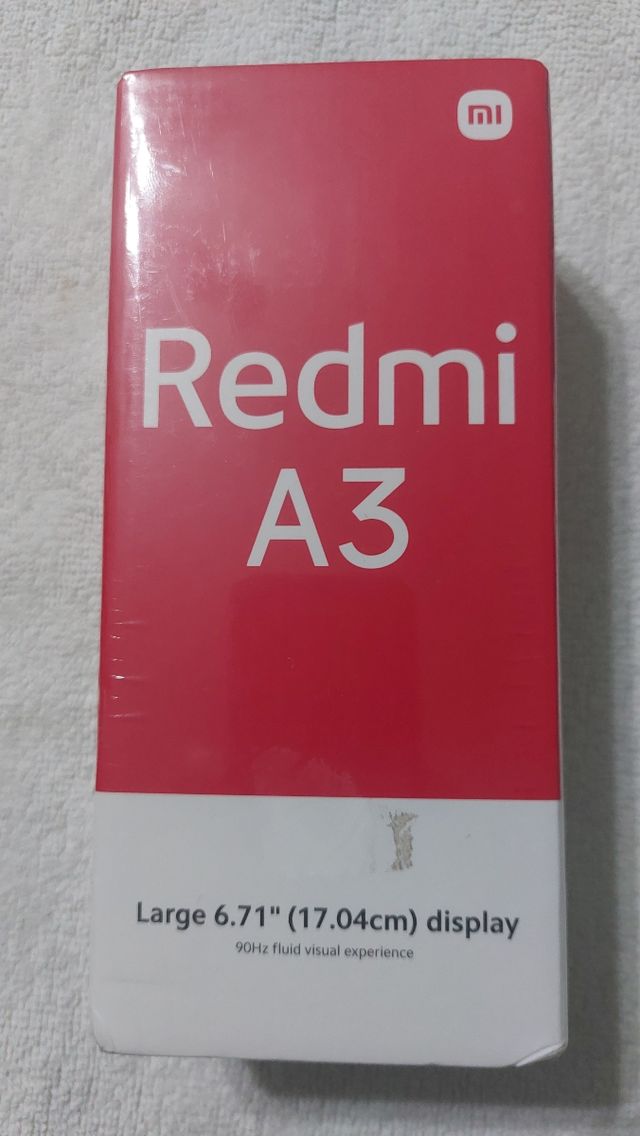 mi
Redmi
A3
Large 6.71" (17.04cm) display
90Hz fluid visual experience